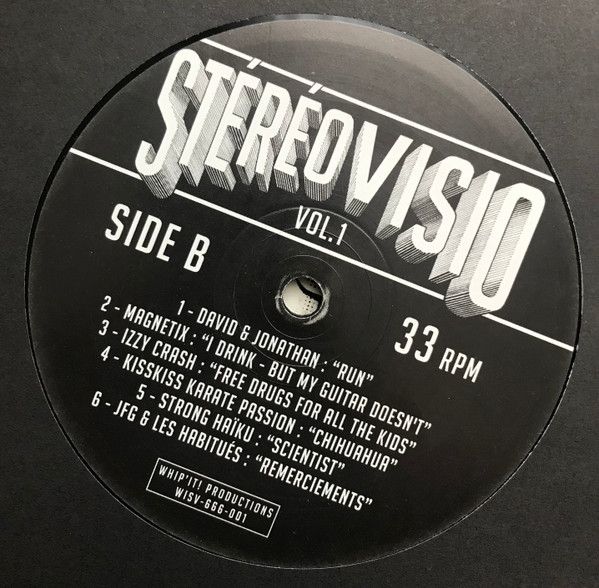 STÉRÉOVISIO
VOL.1
SIDE B
33 RPM
1 - DAVID & JONATHAN : “RUN”
2 - MAGNETIX : “I DRINK - BUT MY GUITAR DOESN'T”
3 - IZZY CRASH : “FREE DRUGS FOR ALL THE KIDS”
4 - KISSKISS KARATE PASSION : “CHIHUAHUA”
5 - STRONG HAÏKU : “SCIENTIST”
6 - JFG & LES HABITUÉS : “REMERCIEMENTS”
WHIP'IT! PRODUCTIONS
WISV-666-001